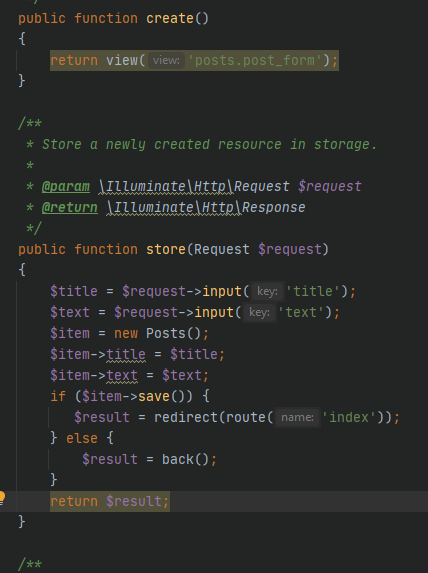 */
public function create()
{
    return view( view: 'posts.post_form');
}

/**
 * Store a newly created resource in storage.
 *
 * @param \Illuminate\Http\Request $request
 * @return \Illuminate\Http\Response
 */
public function store(Request $request)
{
    $title = $request->input( key: 'title');
    $text = $request->input( key: 'text');
    $item = new Posts();
    $item->title = $title;
    $item->text = $text;
    if ($item->save()) {
       $result = redirect(route( name: 'index'));
    } else {
        $result = back();
    }
    return $result;
}

/**